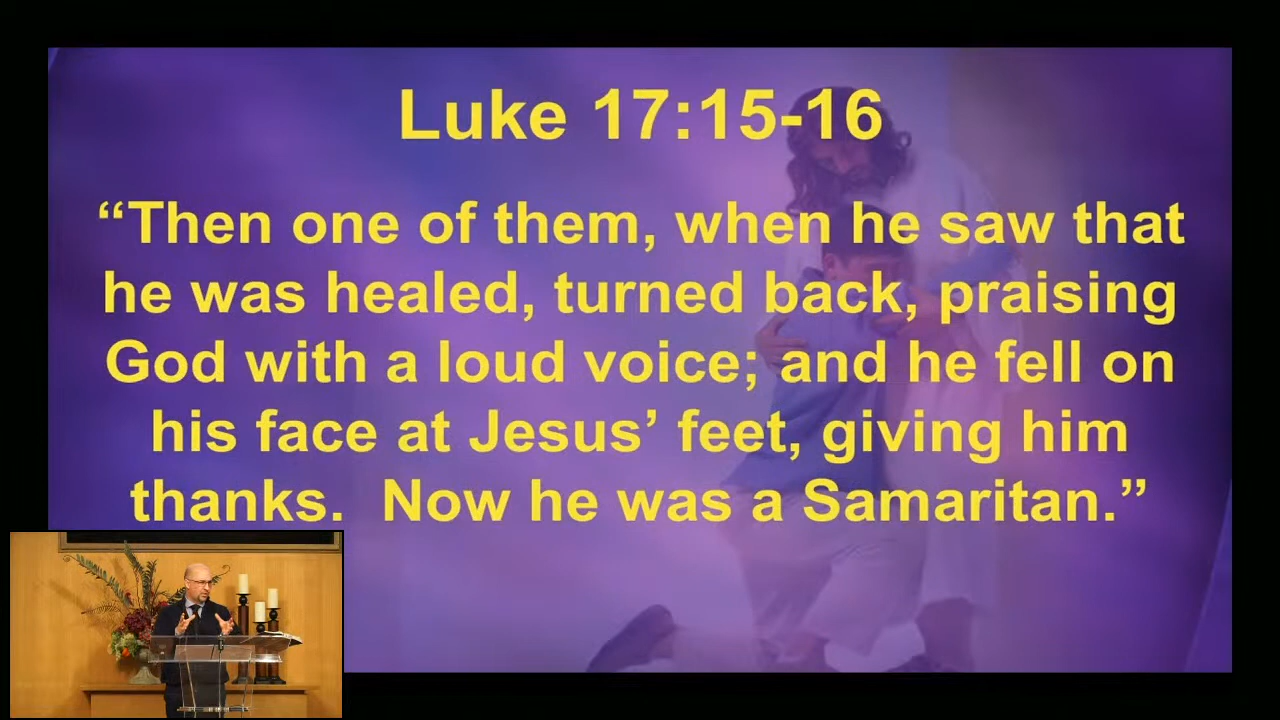 Luke 17:15-16
“Then one of them, when he saw that
he was healed, turned back, praising
God with a loud voice; and he fell on
his face at Jesus’ feet, giving him
thanks.  Now he was a Samaritan.”